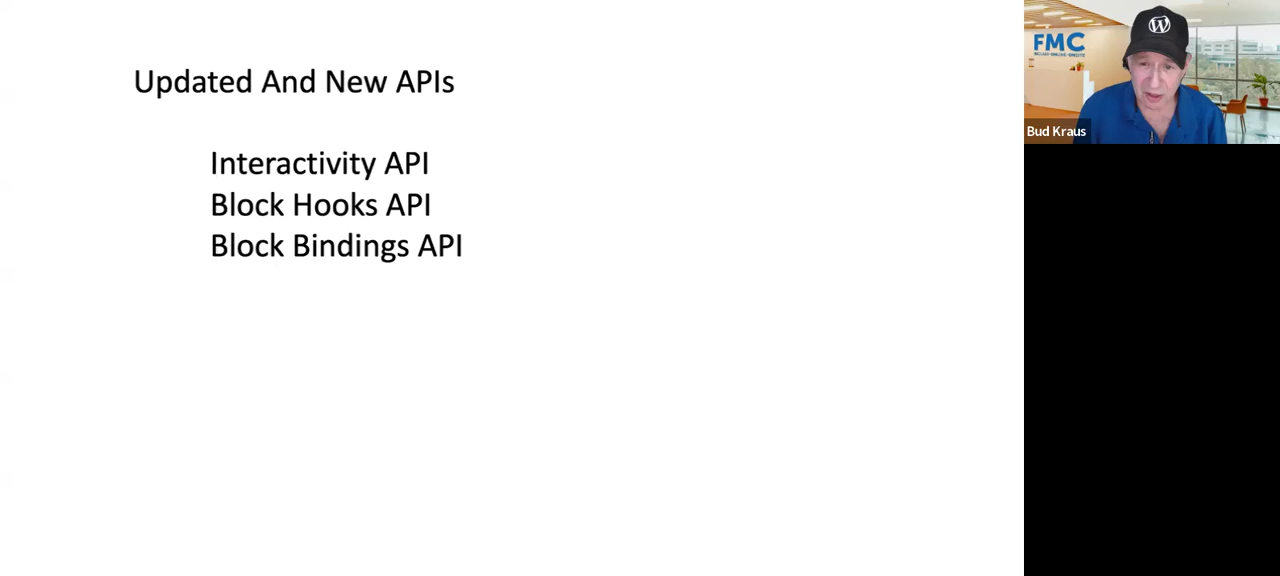 Updated And New APIs
Interactivity API
Block Hooks API
Block Bindings API
FMC
Bud Kraus